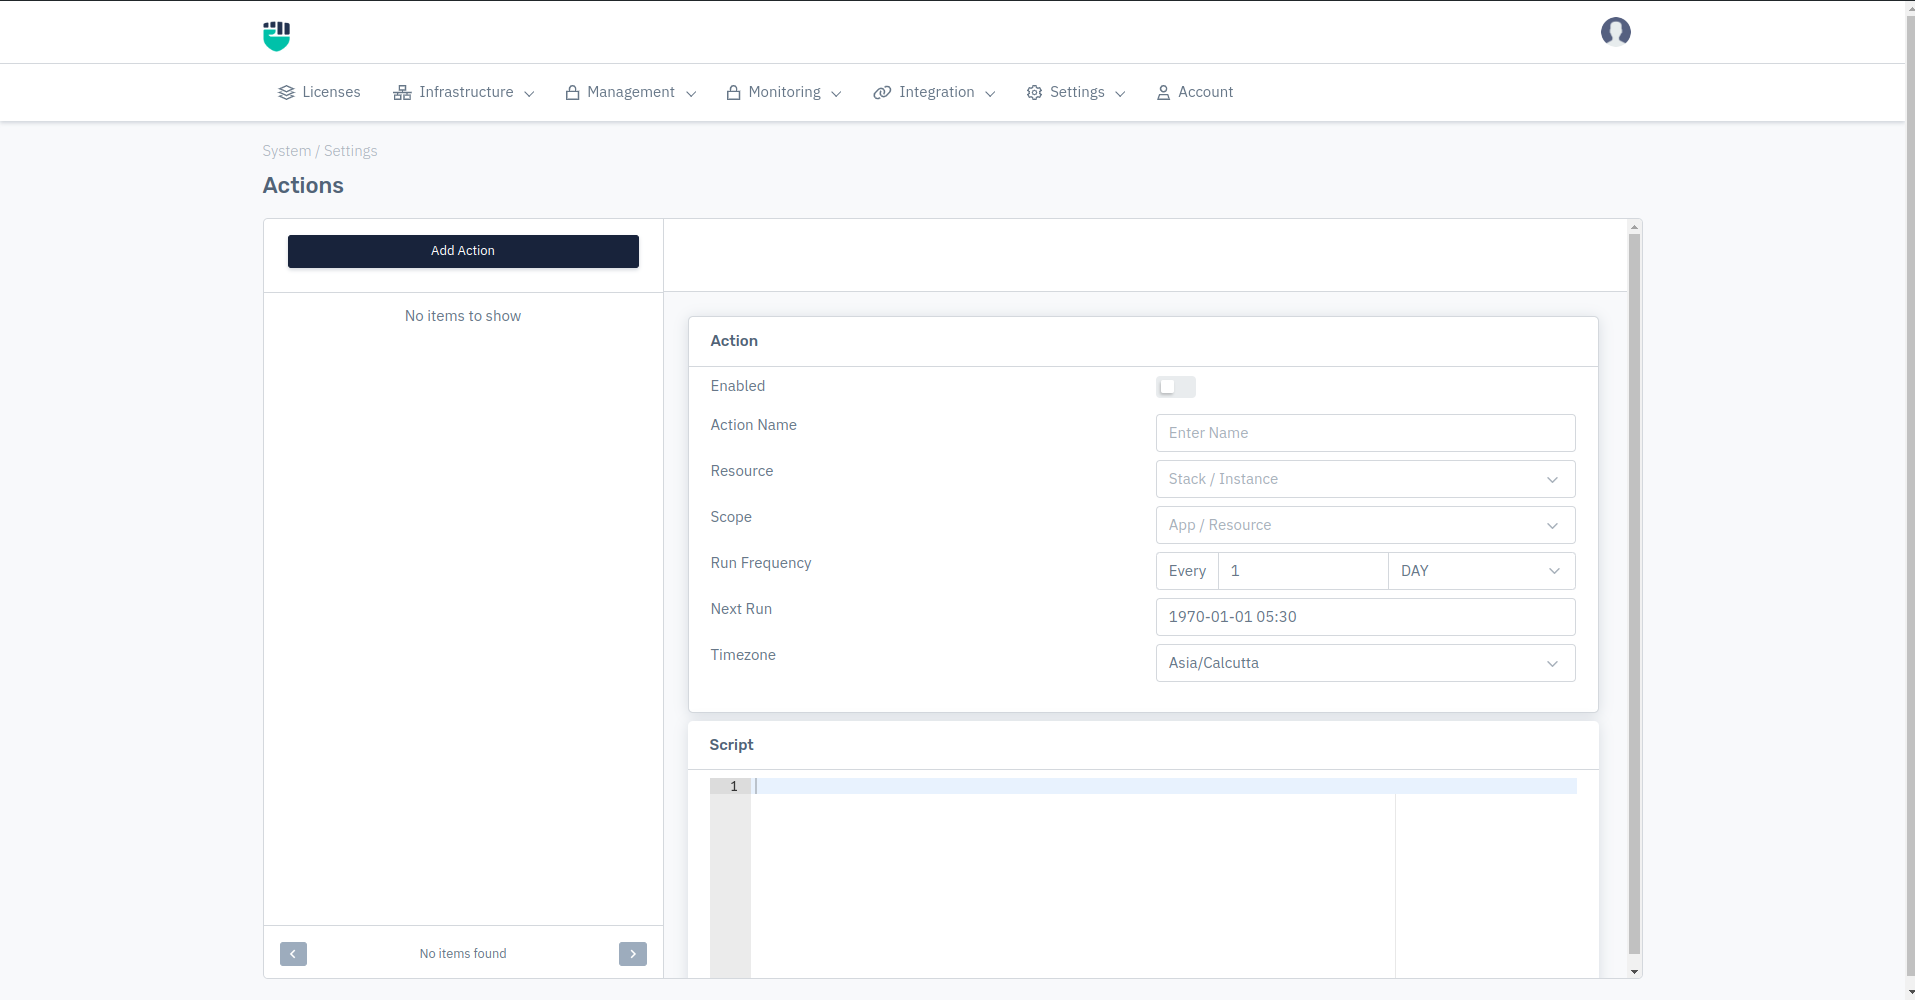 Licenses Infrastructure Management Monitoring Integration Settings Account
System / Settings
Actions
Add Action
No items to show
No items found
Action
Enabled
Action Name Enter Name
Resource Stack / Instance
Scope App / Resource
Run Frequency Every 1 DAY
Next Run 1970-01-01 05:30
Timezone Asia/Calcutta
Script
1